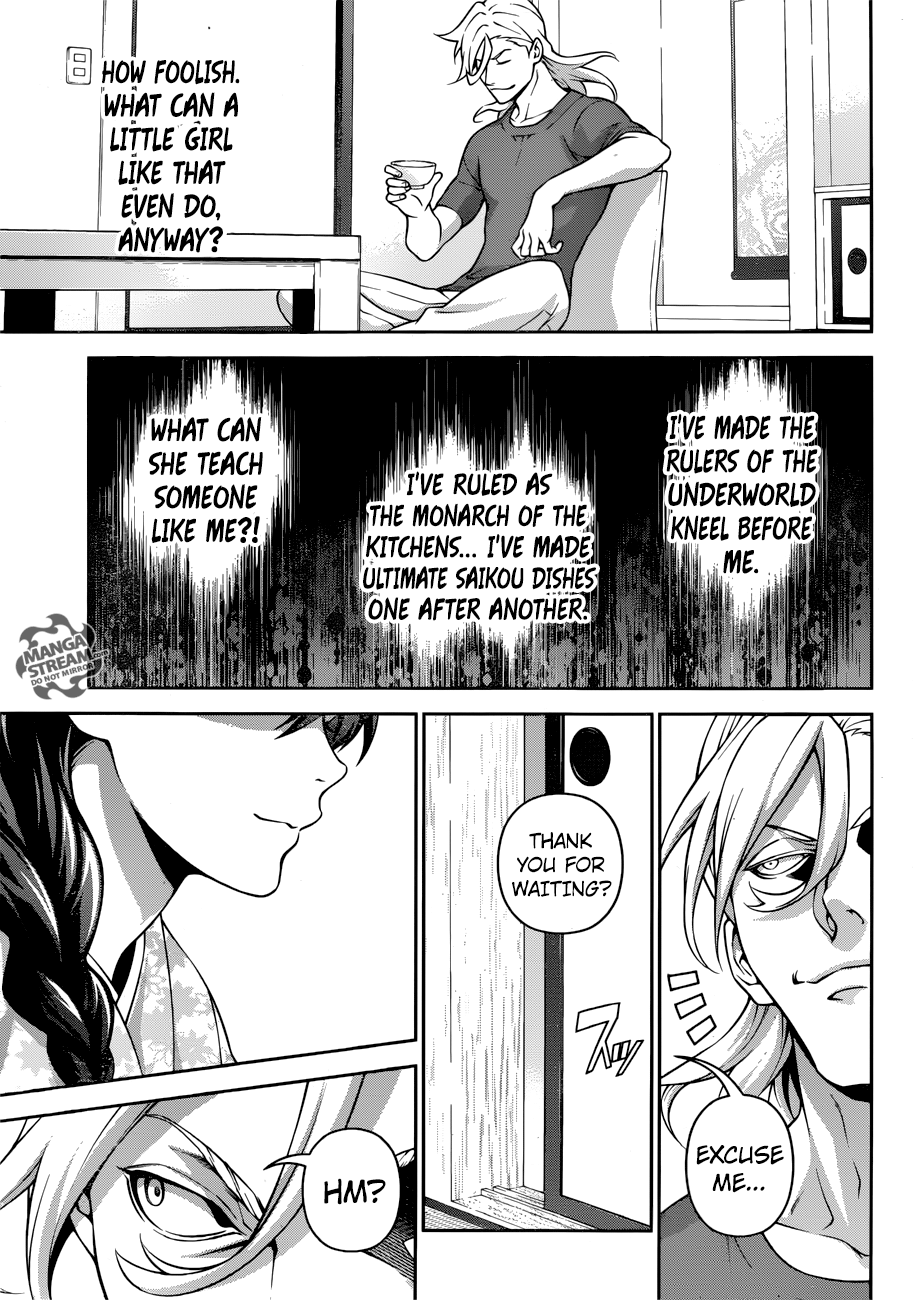 HOW FOOLISH.
WHAT CAN A
LITTLE GIRL
LIKE THAT
EVEN DO,
ANYWAY?
I'VE MADE THE
RULERS OF THE
UNDERWORLD
KNEEL BEFORE
ME.
I'VE RULED AS
THE MONARCH OF THE
KITCHENS... I'VE MADE
ULTIMATE SAIKOU DISHES
ONE AFTER ANOTHER.
WHAT CAN
SHE TEACH
SOMEONE
LIKE ME?!
MANGA
STREAM
DO NOT MIRROR
EXCUSE
ME...
THANK
YOU FOR
WAITING?
スッ
HM?